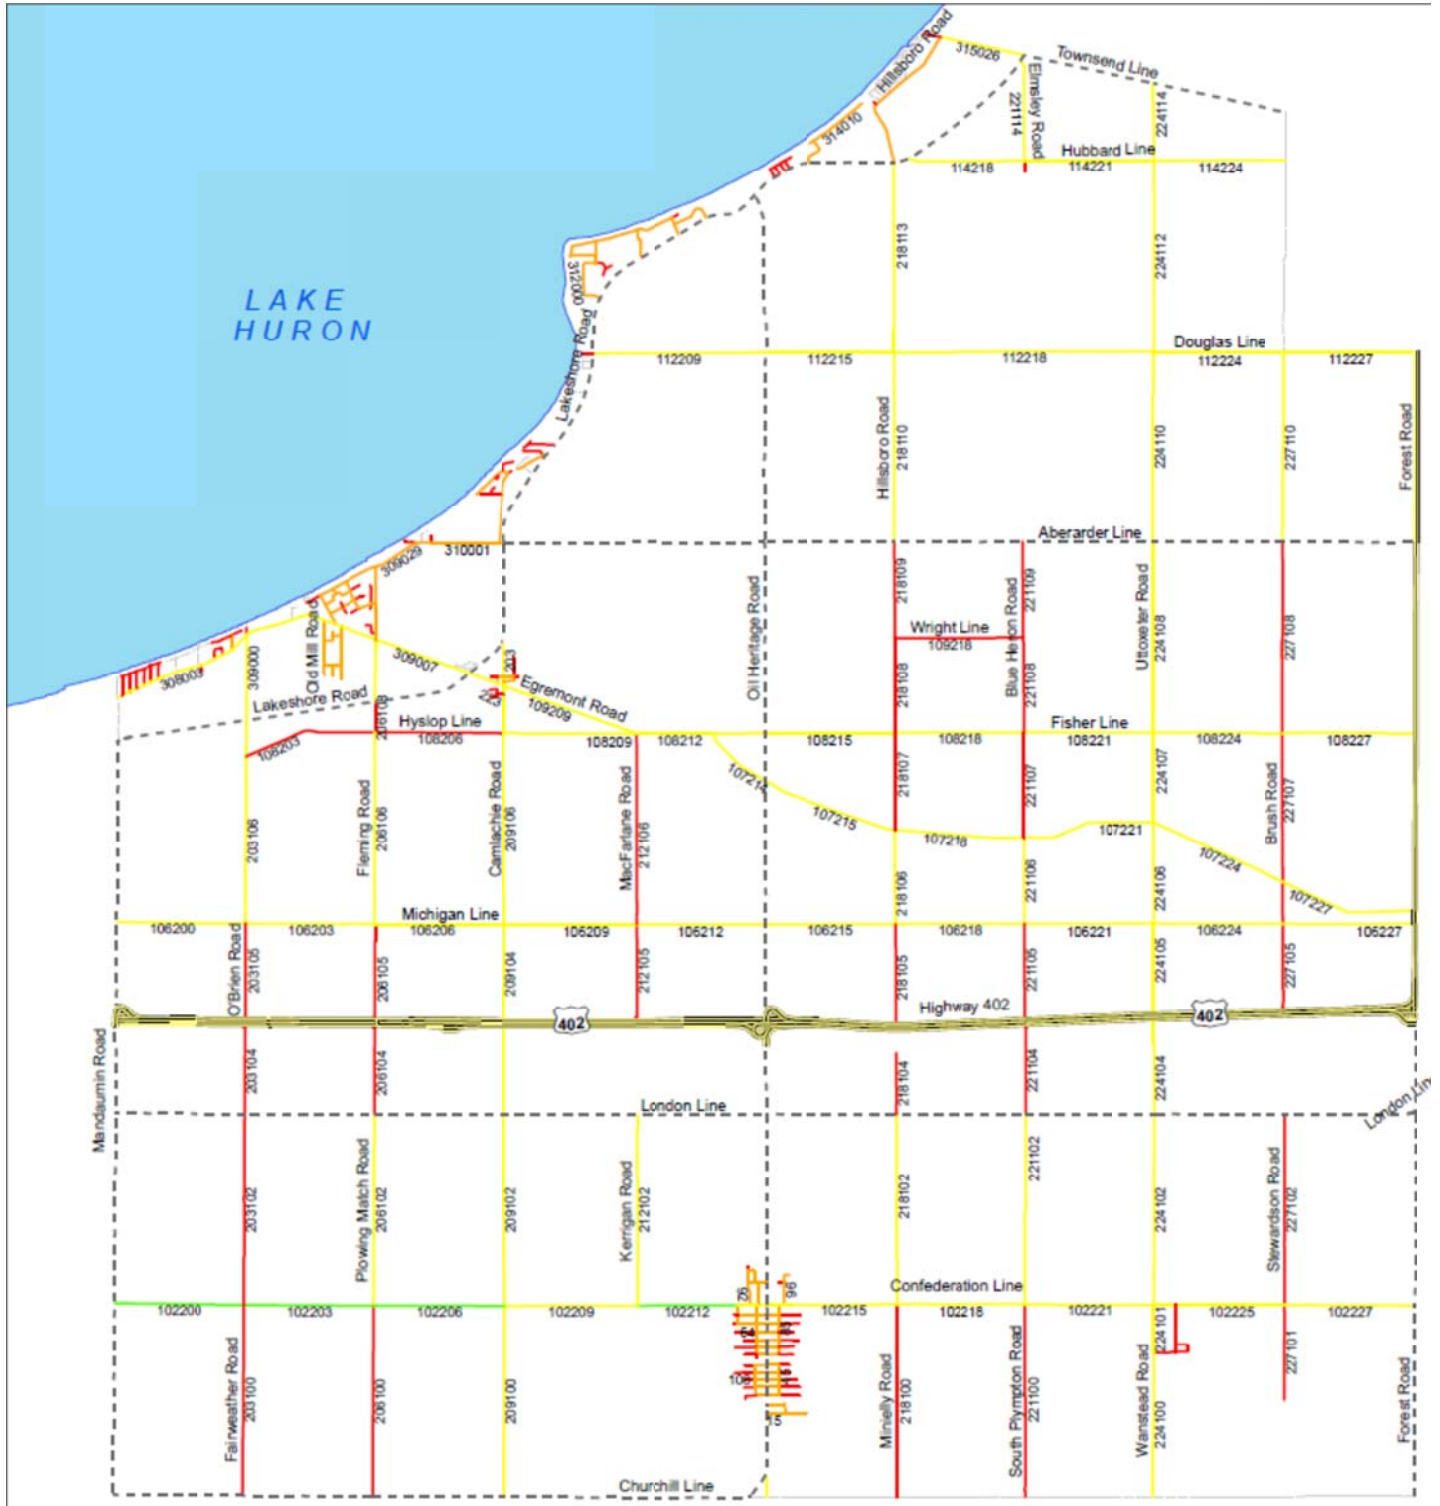 Hillsboro Road
315026
Townsend Line
Elmsley Road
221114
224114
314010
Hubbard Line
114218
114221
114224
218113
224112
312000
LAKE
HURON
Lakeshore Road
Douglas Line
112209
112215
112218
112224
112227
Hillsboro Road
218110
224110
227110
Forest Road
Aberarder Line
310001
309029
Oil Heritage Road
218109
Blue Heron Road
221109
Uttoxeter Road
224108
227108
Wright Line
109218
Old Mill Road
309000
309007
308003
203
223
Egremont Road
109209
218108
221108
Lakeshore Road
206108
Hyslop Line
108203
108206
108209
108212
108215
108218
Fisher Line
108221
108224
108227
107214
107215
107218
107221
107224
107227
218107
221107
224107
Brush Road
227107
203106
Fleming Road
206106
Camlachie Road
209106
MacFarlane Road
212106
218106
221106
224106
Michigan Line
106200
106203
106206
106209
106212
106215
106218
106221
106224
106227
O'Brien Road
203105
206105
209104
212105
218105
221105
224105
227105
Highway 402
402
402
Mandaumin Road
203104
206104
218104
221104
224104
London Line
London Line
203102
Plowing Match Road
206102
209102
Kerrigan Road
212102
218102
221102
224102
Stewardson Road
227102
Confederation Line
92
96
102200
102203
102206
102209
102212
102215
102218
102221
102225
102227
224101
227101
Fairweather Road
203100
206100
209100
15
Minielly Road
218100
South Plympton Road
221100
Wanstead Road
224100
Forest Road
Churchill Line